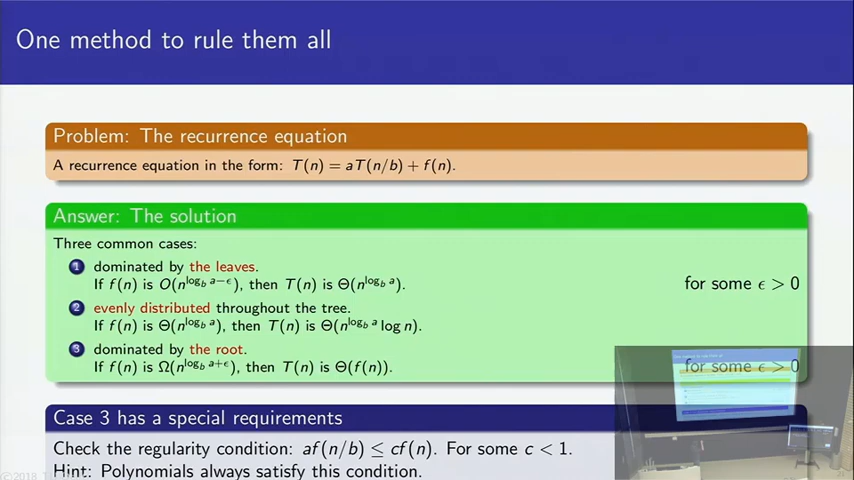 One method to rule them all
Problem: The recurrence equation
A recurrence equation in the form: T(n) = aT(n/b) + f(n).
Answer: The solution
Three common cases:
1 dominated by the leaves.
If f(n) is O(n^{log_b a−ϵ}), then T(n) is Θ(n^{log_b a}). for some ϵ > 0
2 evenly distributed throughout the tree.
If f(n) is Θ(n^{log_b a}), then T(n) is Θ(n^{log_b a} log n).
3 dominated by the root.
If f(n) is Ω(n^{log_b a+ϵ}), then T(n) is Θ(f(n)). for some ϵ > 0
Case 3 has a special requirements
Check the regularity condition: af(n/b) ≤ cf(n). For some c < 1.
Hint: Polynomials always satisfy this condition.
©2018